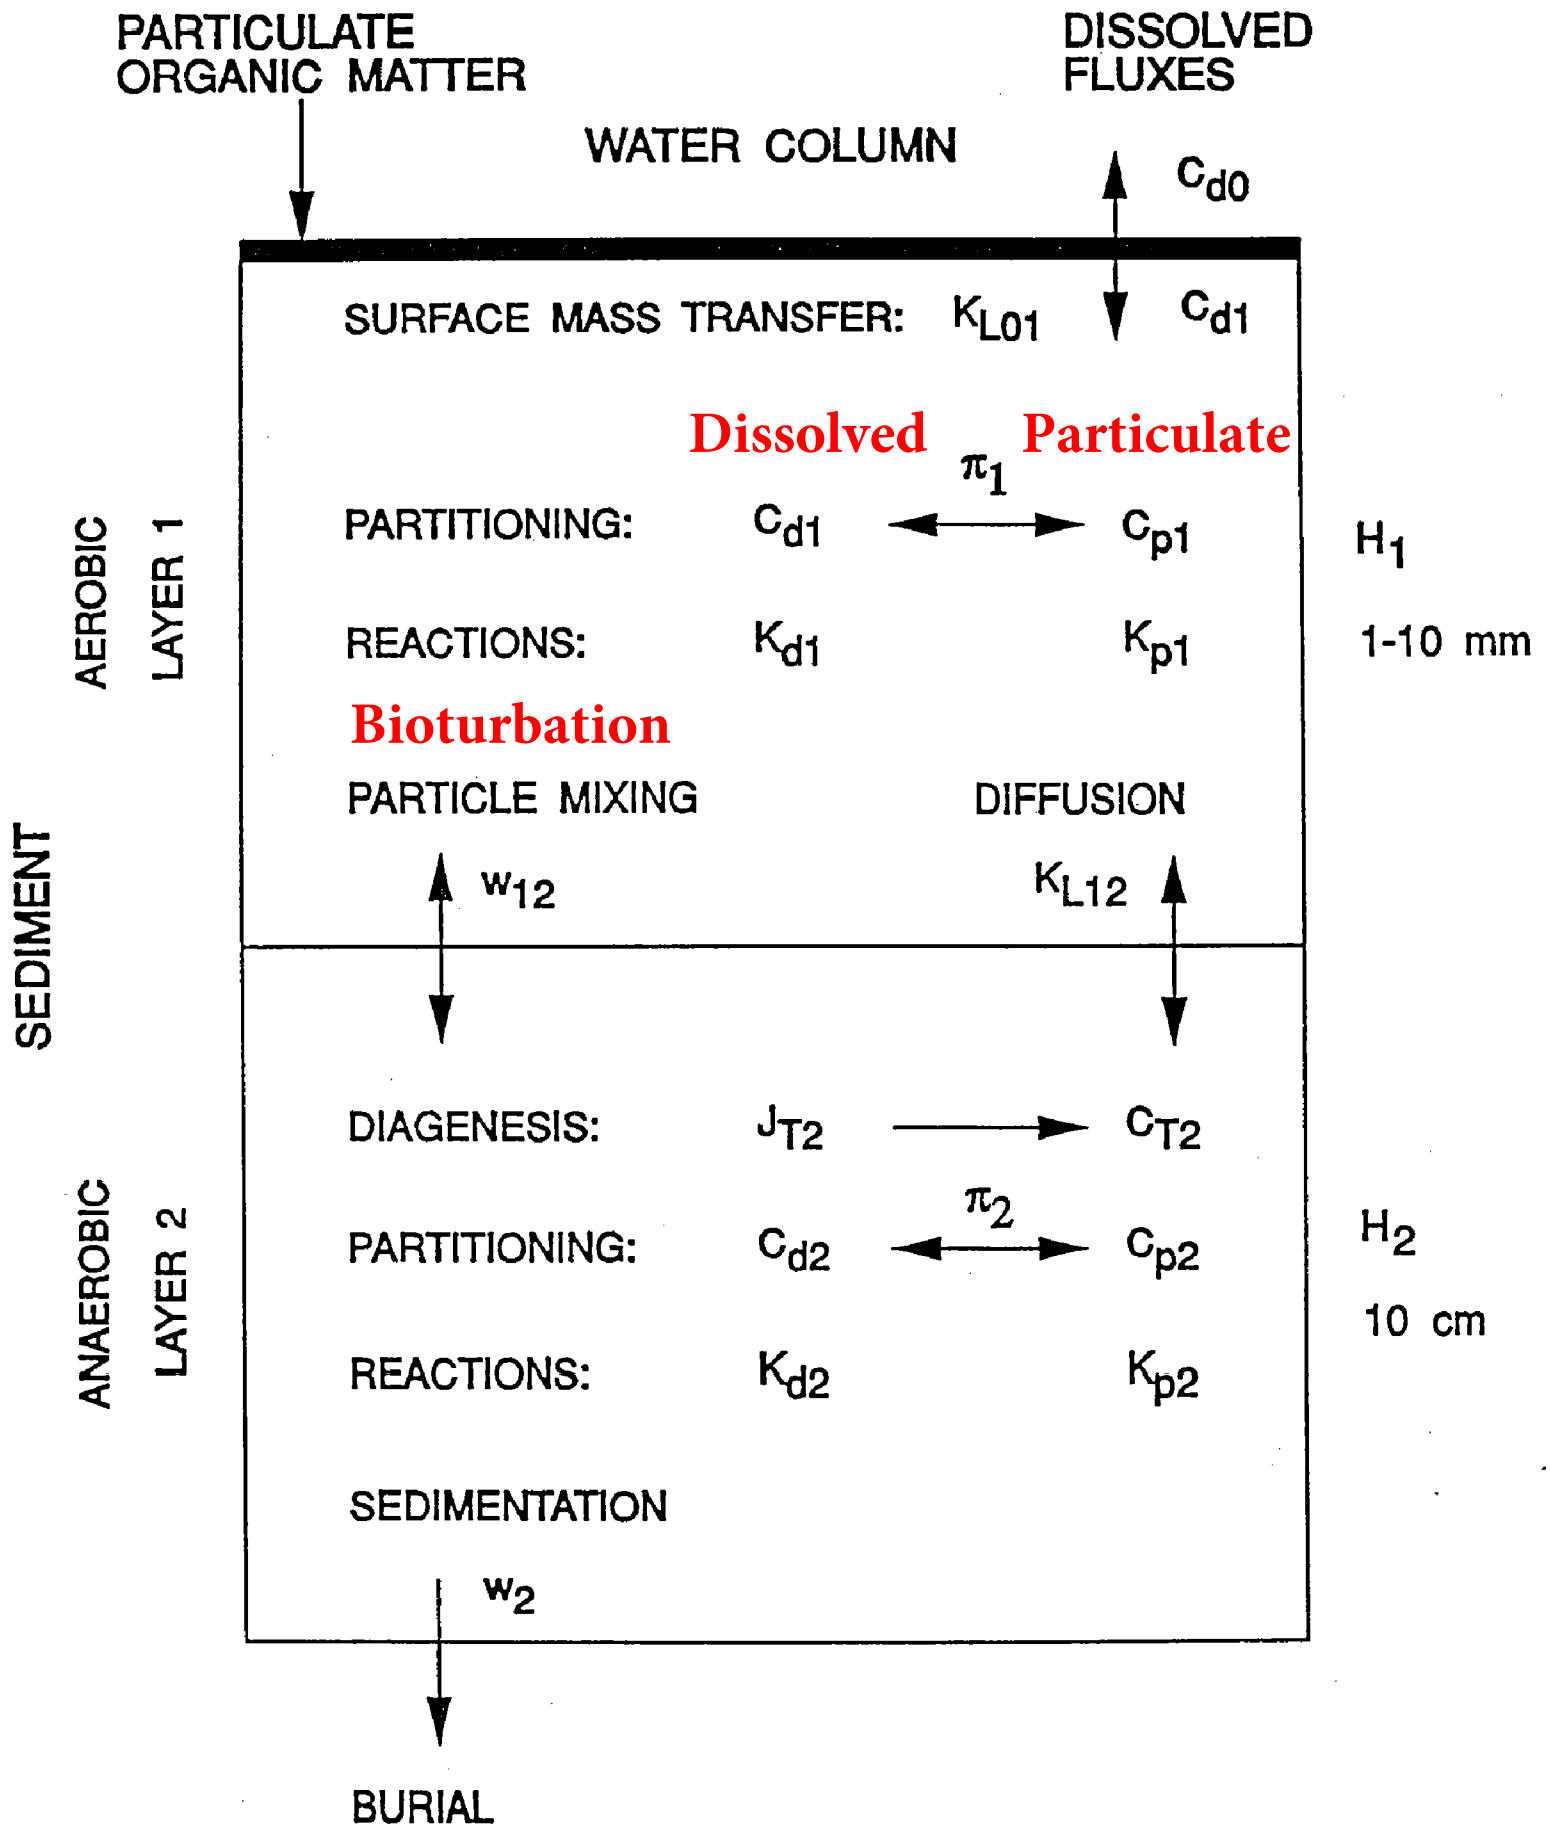 PARTICULATE
ORGANIC MATTER
DISSOLVED
FLUXES
WATER COLUMN
Cd0
SURFACE MASS TRANSFER: KL01 Cd1
Dissolved Particulate
π1
PARTITIONING: Cd1 Cp1
REACTIONS: Kd1 Kp1
Bioturbation
PARTICLE MIXING DIFFUSION
w12 KL12
AEROBIC
LAYER 1
H1
1-10 mm
SEDIMENT
DIAGENESIS: JT2 CT2
π2
PARTITIONING: Cd2 Cp2
REACTIONS: Kd2 Kp2
SEDIMENTATION
w2
ANAEROBIC
LAYER 2
H2
10 cm
BURIAL